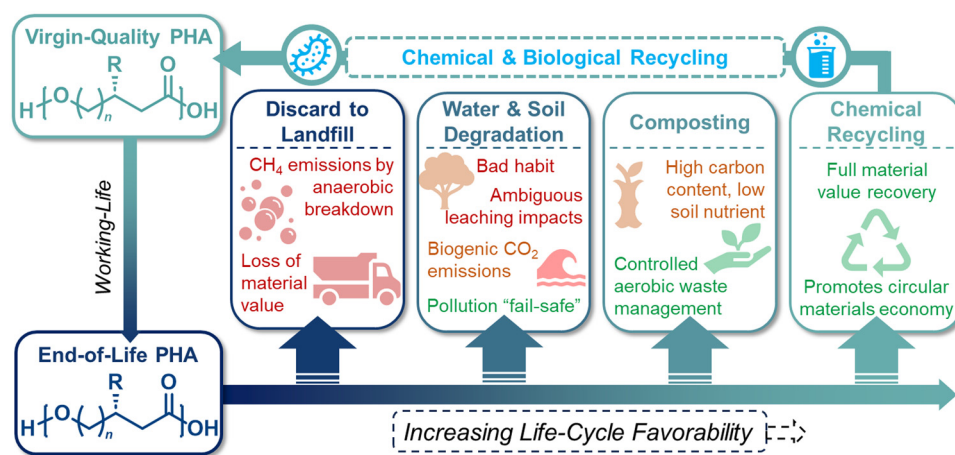 Virgin-Quality PHA
R
O
H
O
n
OH
Chemical & Biological Recycling
Working-Life
Discard to
Landfill
CH₄ emissions by
anaerobic
breakdown
Loss of
material
value
Water & Soil
Degradation
Bad habit
Ambiguous
leaching impacts
Biogenic CO₂
emissions
Pollution “fail-safe”
Composting
High carbon
content, low
soil nutrient
Controlled
aerobic waste
management
Chemical
Recycling
Full material
value recovery
Promotes circular
materials economy
End-of-Life PHA
R
O
H
O
n
OH
Increasing Life-Cycle Favorability